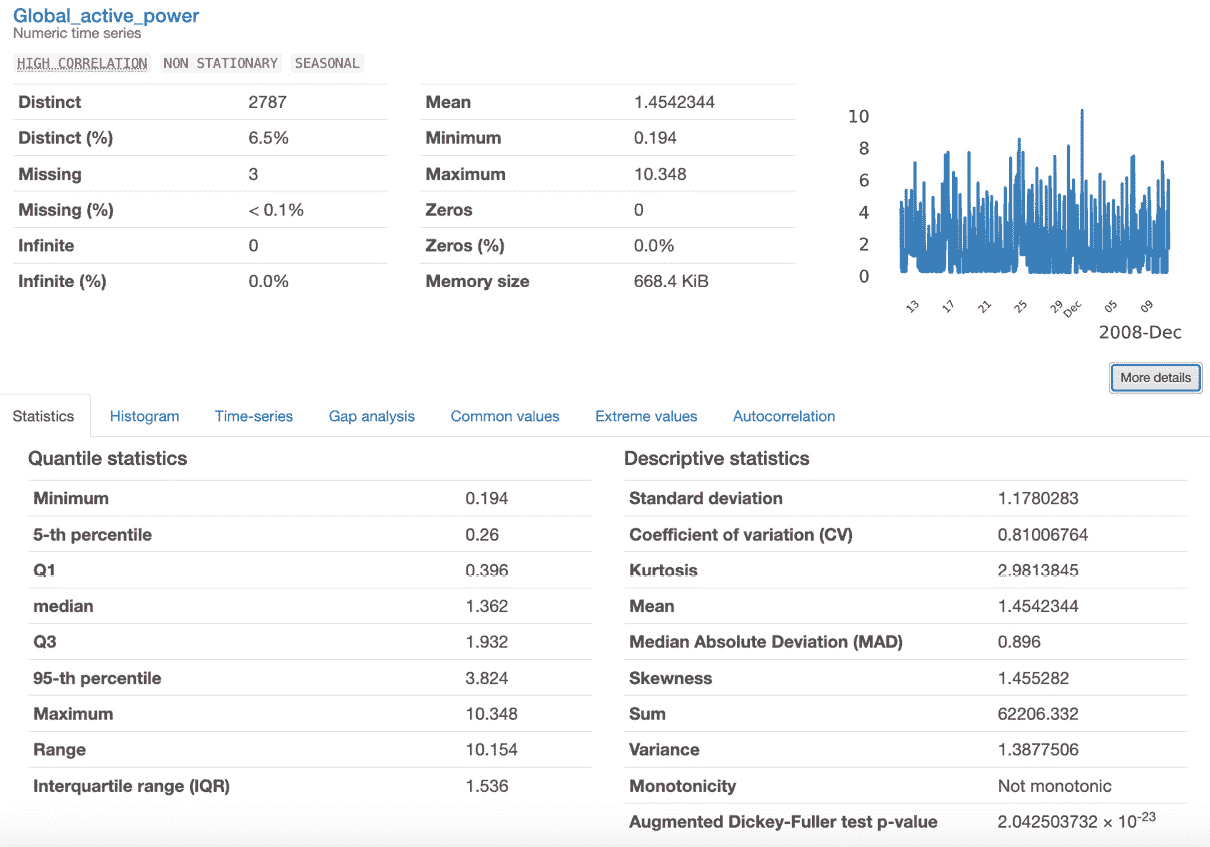 Global_active_power
Numeric time series
HIGH CORRELATION NON STATIONARY SEASONAL
Distinct 2787
Distinct (%) 6.5%
Missing 3
Missing (%) < 0.1%
Infinite 0
Infinite (%) 0.0%
Mean 1.4542344
Minimum 0.194
Maximum 10.348
Zeros 0
Zeros (%) 0.0%
Memory size 668.4 KiB
10
8
6
4
2
0
13 17 21 25 29 Dec 05 09
2008-Dec
More details
Statistics Histogram Time-series Gap analysis Common values Extreme values Autocorrelation
Quantile statistics
Minimum 0.194
5-th percentile 0.26
Q1 0.396
median 1.362
Q3 1.932
95-th percentile 3.824
Maximum 10.348
Range 10.154
Interquartile range (IQR) 1.536
Descriptive statistics
Standard deviation 1.1780283
Coefficient of variation (CV) 0.81006764
Kurtosis 2.9813845
Mean 1.4542344
Median Absolute Deviation (MAD) 0.896
Skewness 1.455282
Sum 62206.332
Variance 1.3877506
Monotonicity Not monotonic
Augmented Dickey-Fuller test p-value 2.042503732 × 10⁻²³